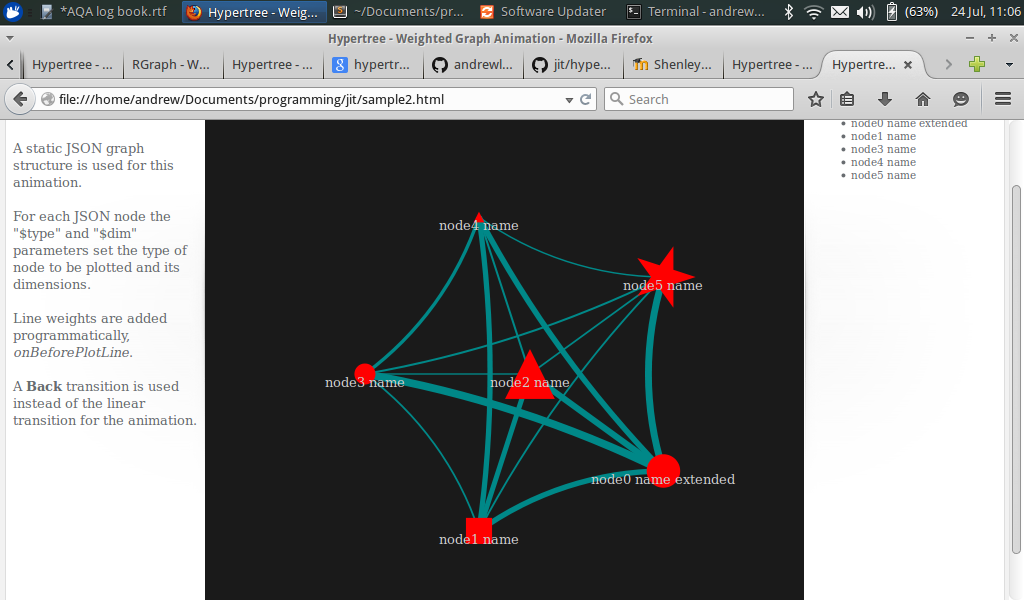 *AQA log book.rtf
Hypertree - Weig...
~/Documents/pr...
Software Updater
Terminal - andrew...
(63%)
24 Jul, 11:06
Hypertree - Weighted Graph Animation - Mozilla Firefox
Hypertree - ...
RGraph - W...
Hypertree - ...
hypertr...
andrewl...
jit/hype...
Shenley...
Hypertree - ...
Hypertre...
file:///home/andrew/Documents/programming/jit/sample2.html
Search
A static JSON graph
structure is used for this
animation.
For each JSON node the
"$type" and "$dim"
parameters set the type of
node to be plotted and its
dimensions.
Line weights are added
programmatically,
onBeforePlotLine.
A Back transition is used
instead of the linear
transition for the animation.
node4 name
node5 name
node3 name
node2 name
node0 name extended
node1 name
node0 name extended
node1 name
node3 name
node4 name
node5 name